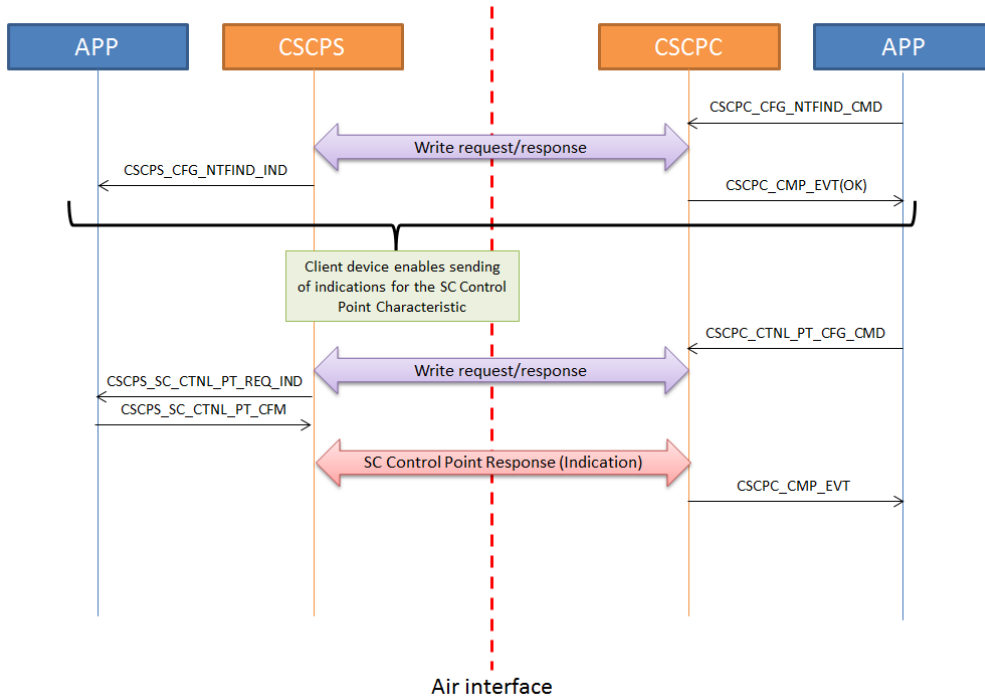 APP
CSCPS
CSCPC
APP
CSCPC_CFG_NTFIND_CMD
Write request/response
CSCPS_CFG_NTFIND_IND
CSCPC_CMP_EVT(OK)
Client device enables sending
of indications for the SC Control
Point Characteristic
CSCPC_CTNL_PT_CFG_CMD
Write request/response
CSCPS_SC_CTNL_PT_REQ_IND
CSCPS_SC_CTNL_PT_CFM
SC Control Point Response (Indication)
CSCPC_CMP_EVT
Air interface